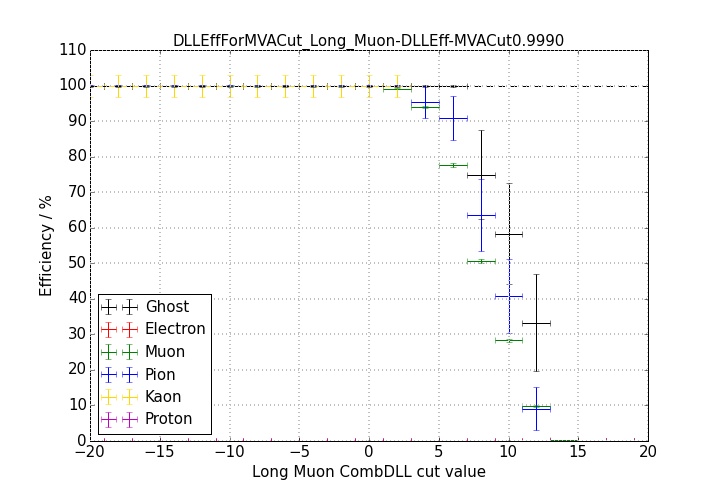 DLLEffForMVACut_Long_Muon-DLLEff-MVACut0.9990
110
100
90
80
70
60
50
40
30
20
10
0
Efficiency / %
Ghost
Electron
Muon
Pion
Kaon
Proton
−20 −15 −10 −5 0 5 10 15 20
Long Muon CombDLL cut value